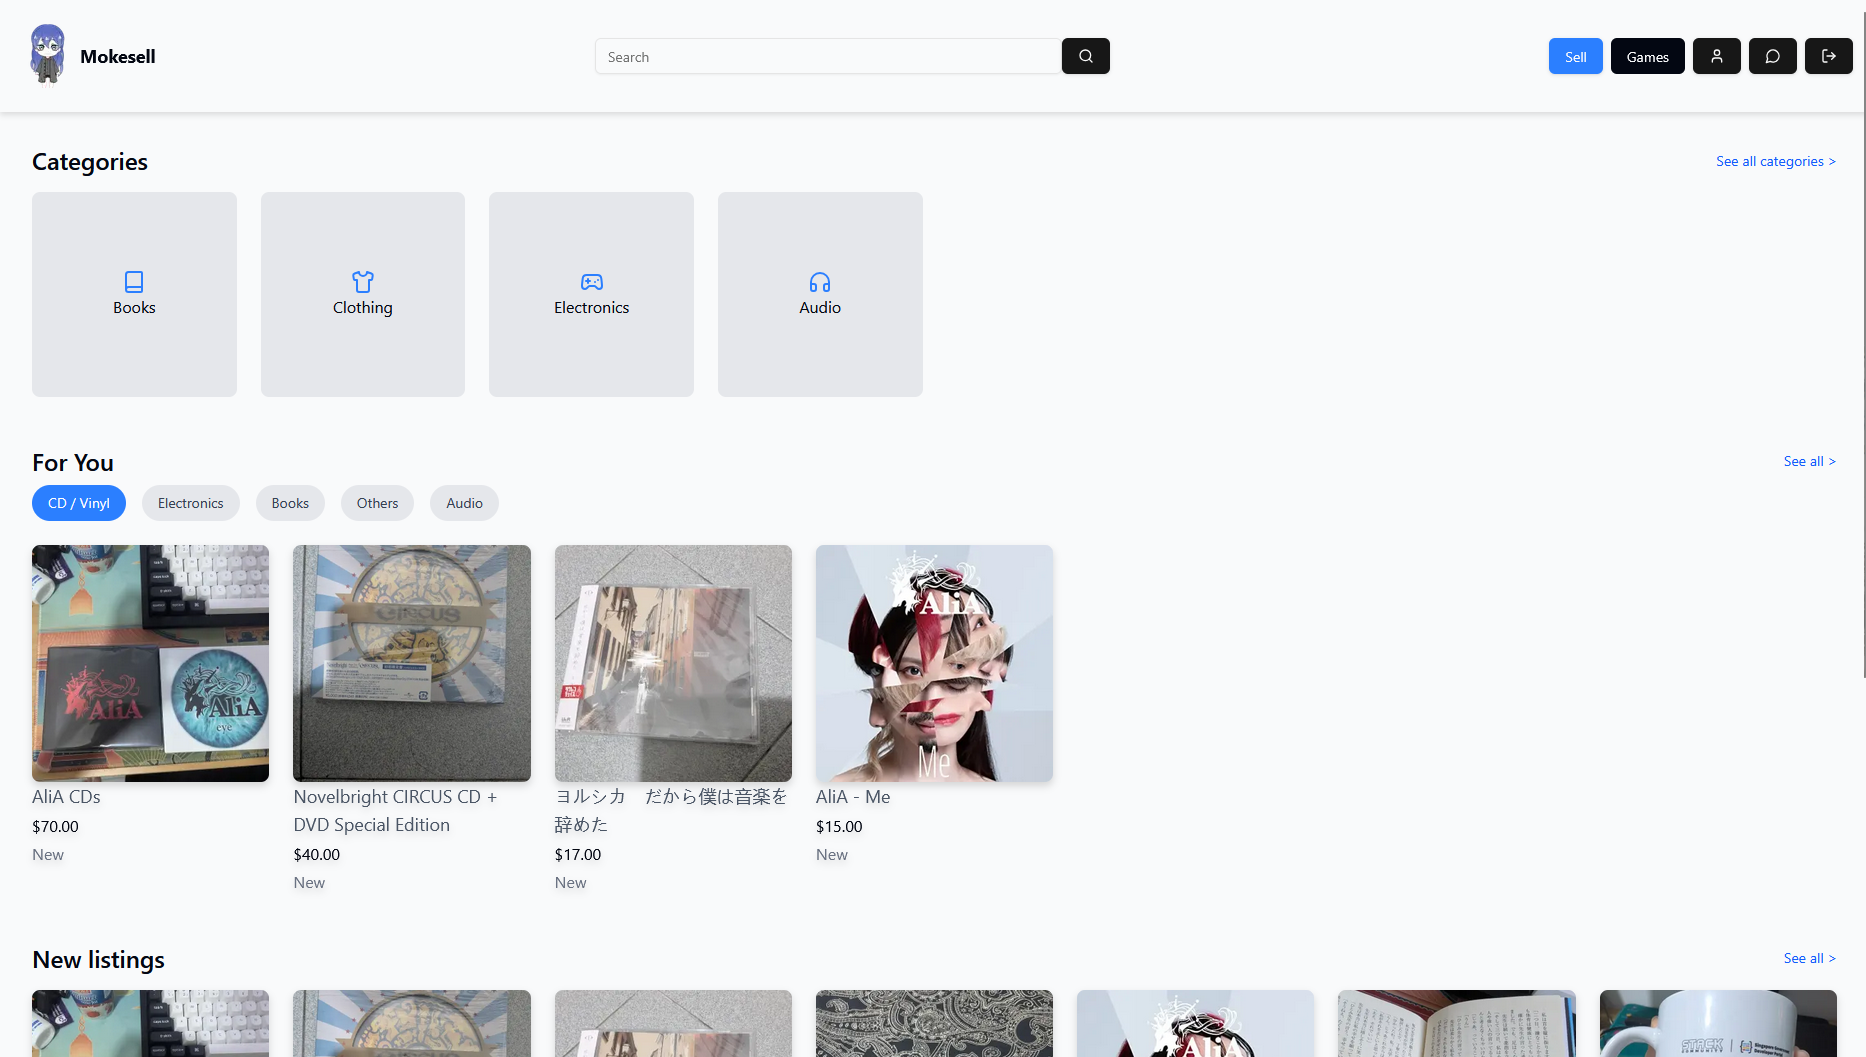 Mokesell
Search
Sell
Games
Categories
See all categories >
Books
Clothing
Electronics
Audio
For You
See all >
CD / Vinyl
Electronics
Books
Others
Audio
AliA
AliA
eye
CIRCUS
AliA
Me
AliA CDs
$70.00
New
Novelbright CIRCUS CD +
DVD Special Edition
$40.00
New
ヨルシカ　だから僕は音楽を
辞めた
$17.00
New
AliA - Me
$15.00
New
New listings
See all >
AliA
STACK